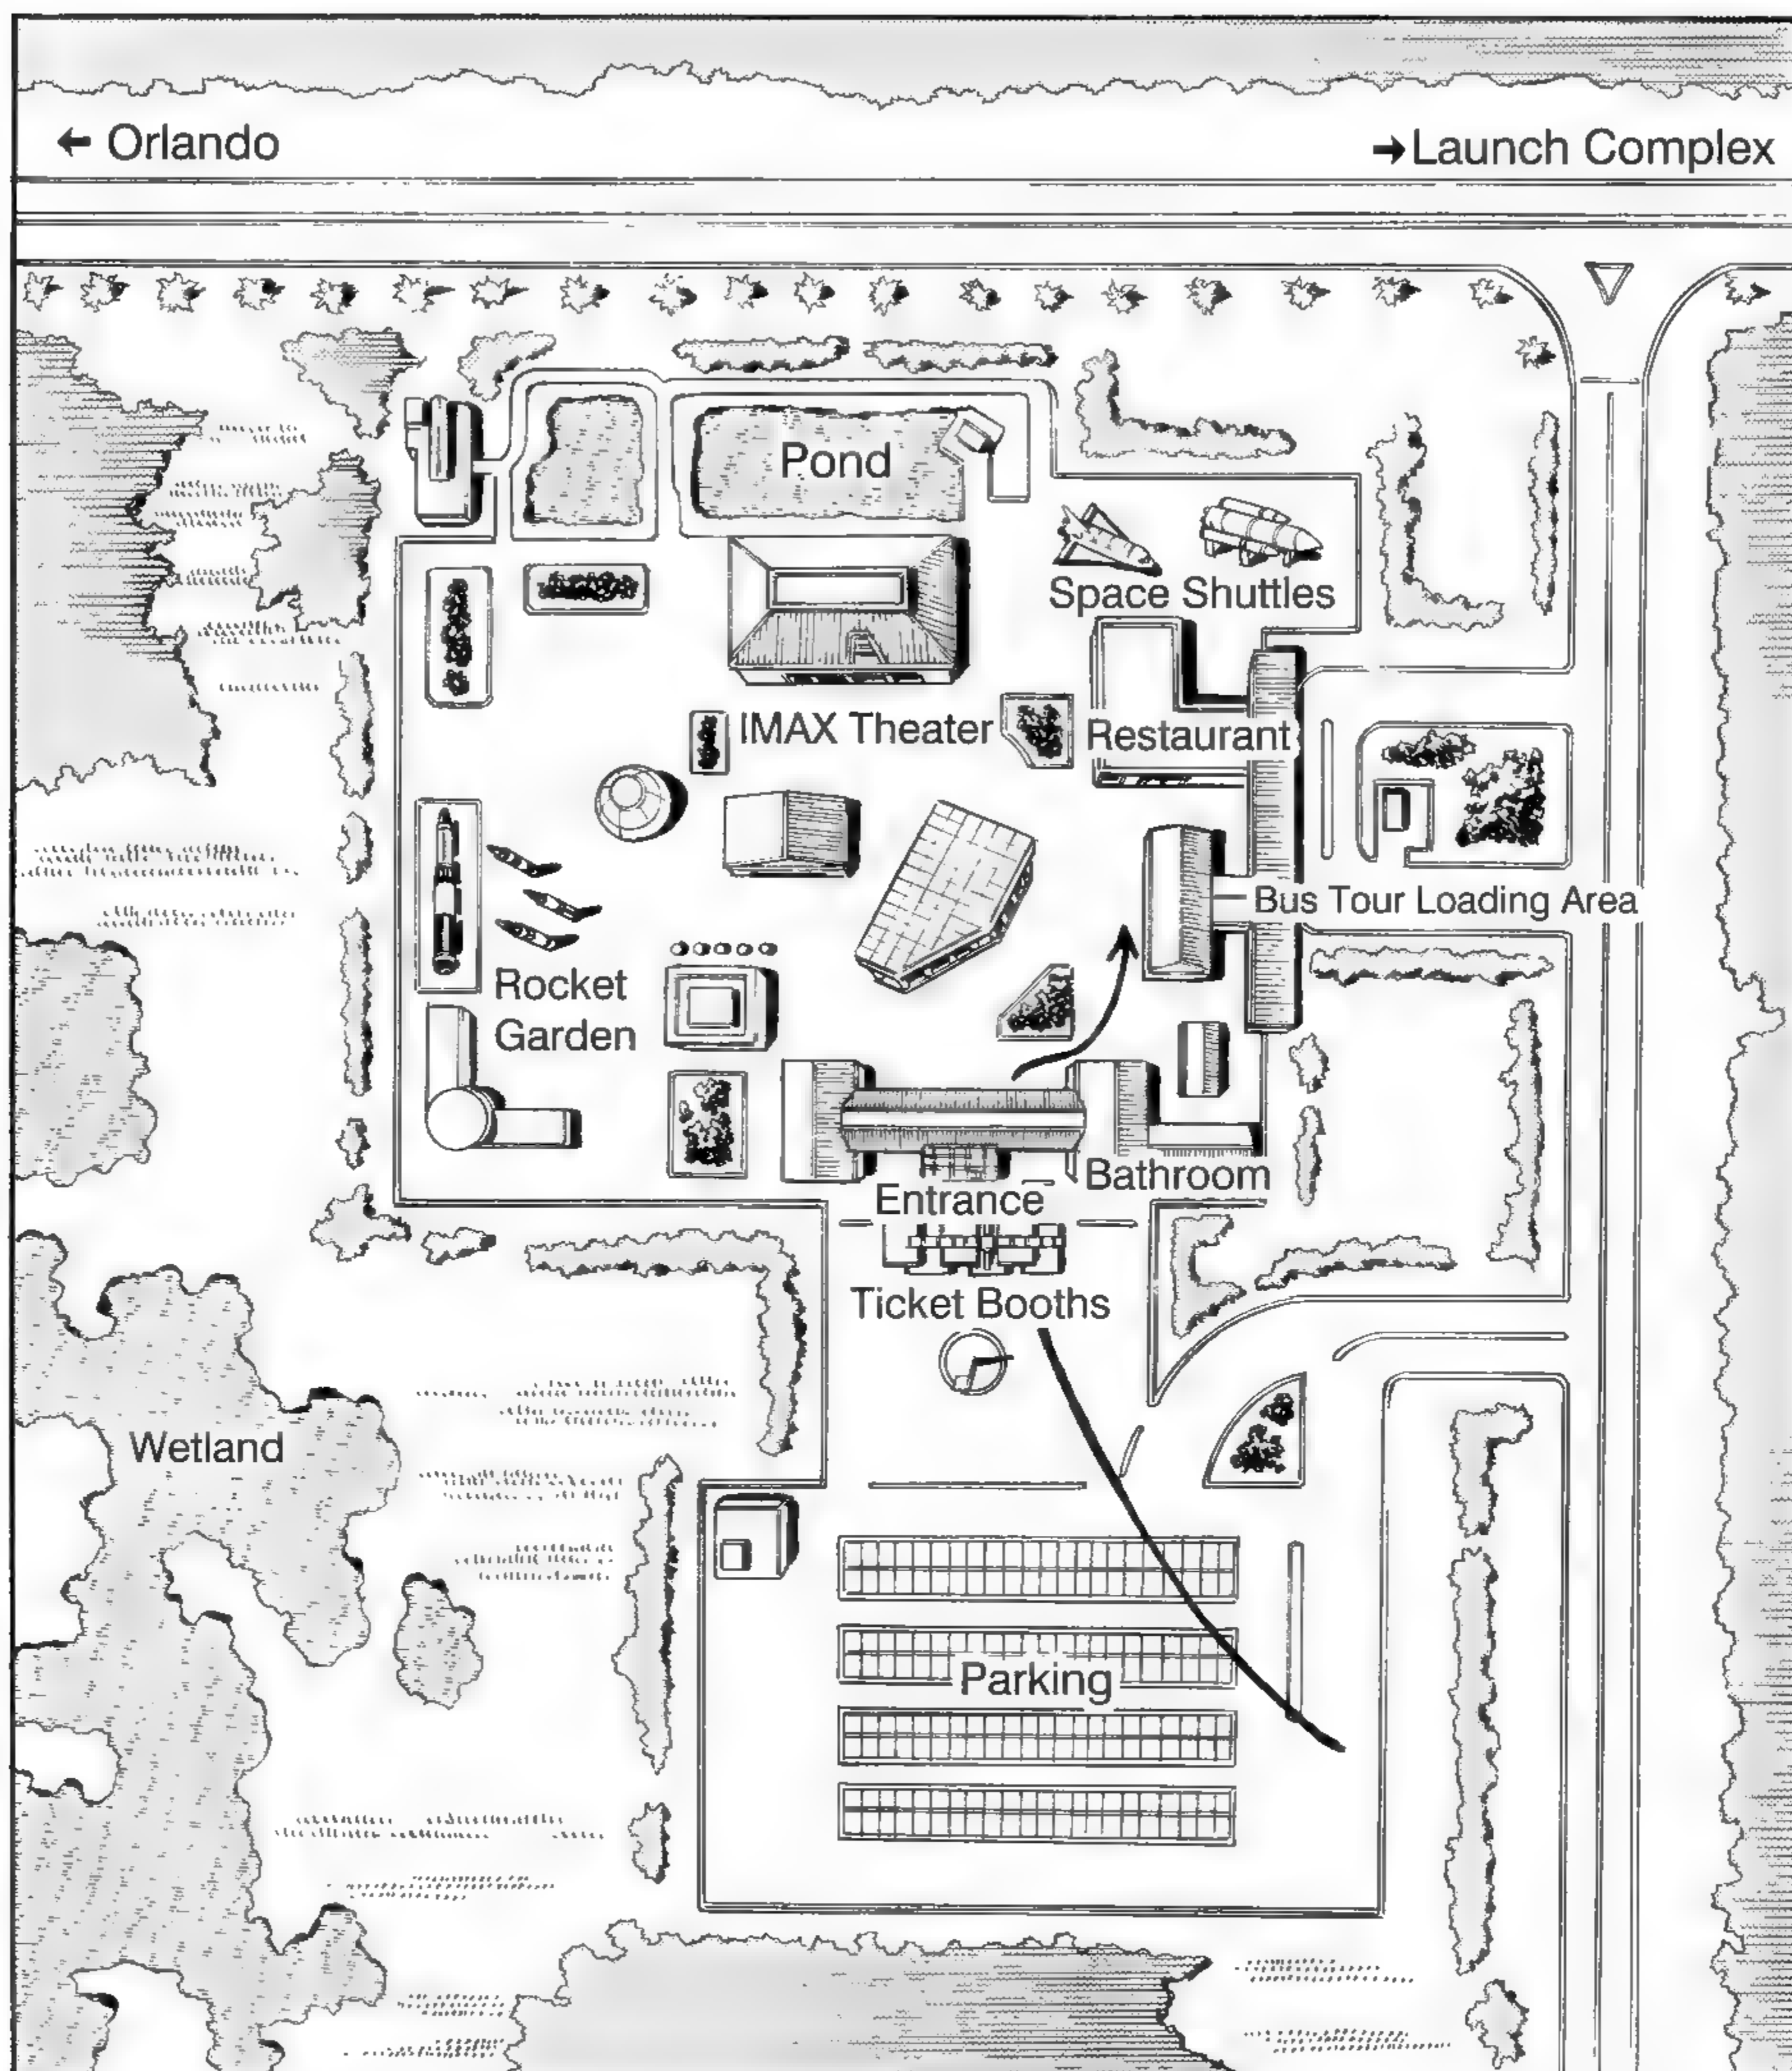 ← Orlando
→Launch Complex
Pond
Space Shuttles
IMAX Theater
Restaurant
Bus Tour Loading Area
Rocket
Garden
Bathroom
Entrance
Ticket Booths
Wetland
Parking